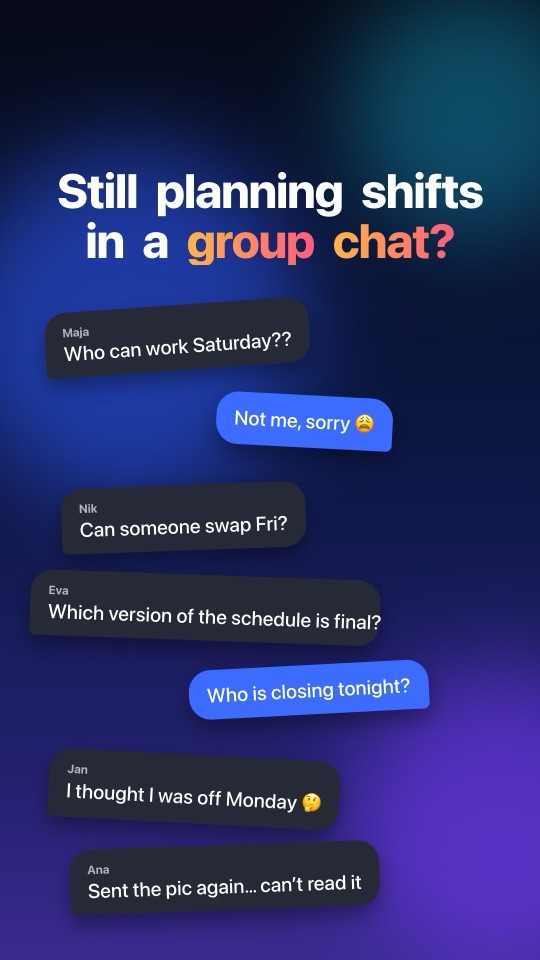 Still planning shifts
in a group chat?
Maja
Who can work Saturday??
Not me, sorry 😩
Nik
Can someone swap Fri?
Eva
Which version of the schedule is final?
Who is closing tonight?
Jan
I thought I was off Monday 🤔
Ana
Sent the pic again... can't read it